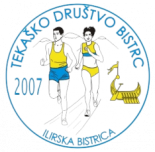 TEKAŠKO DRUŠTVO BISTRC
2007
ILIRSKA BISTRICA